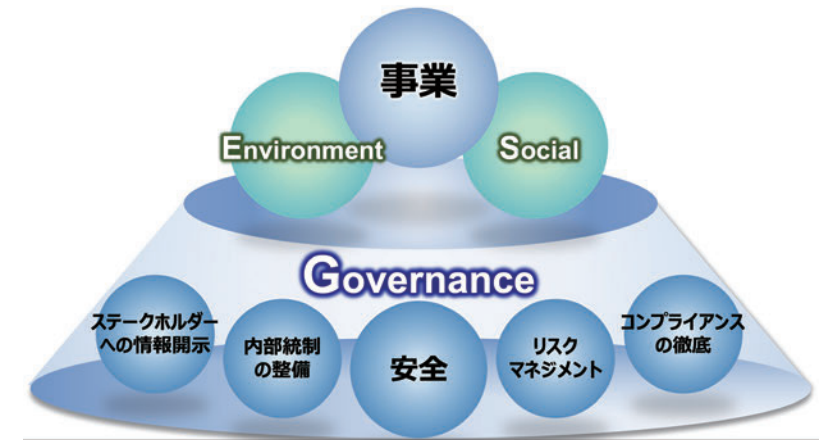 事業
Environment
Social
Governance
ステークホルダー
への情報開示
内部統制
の整備
安全
リスク
マネジメント
コンプライアンス
の徹底